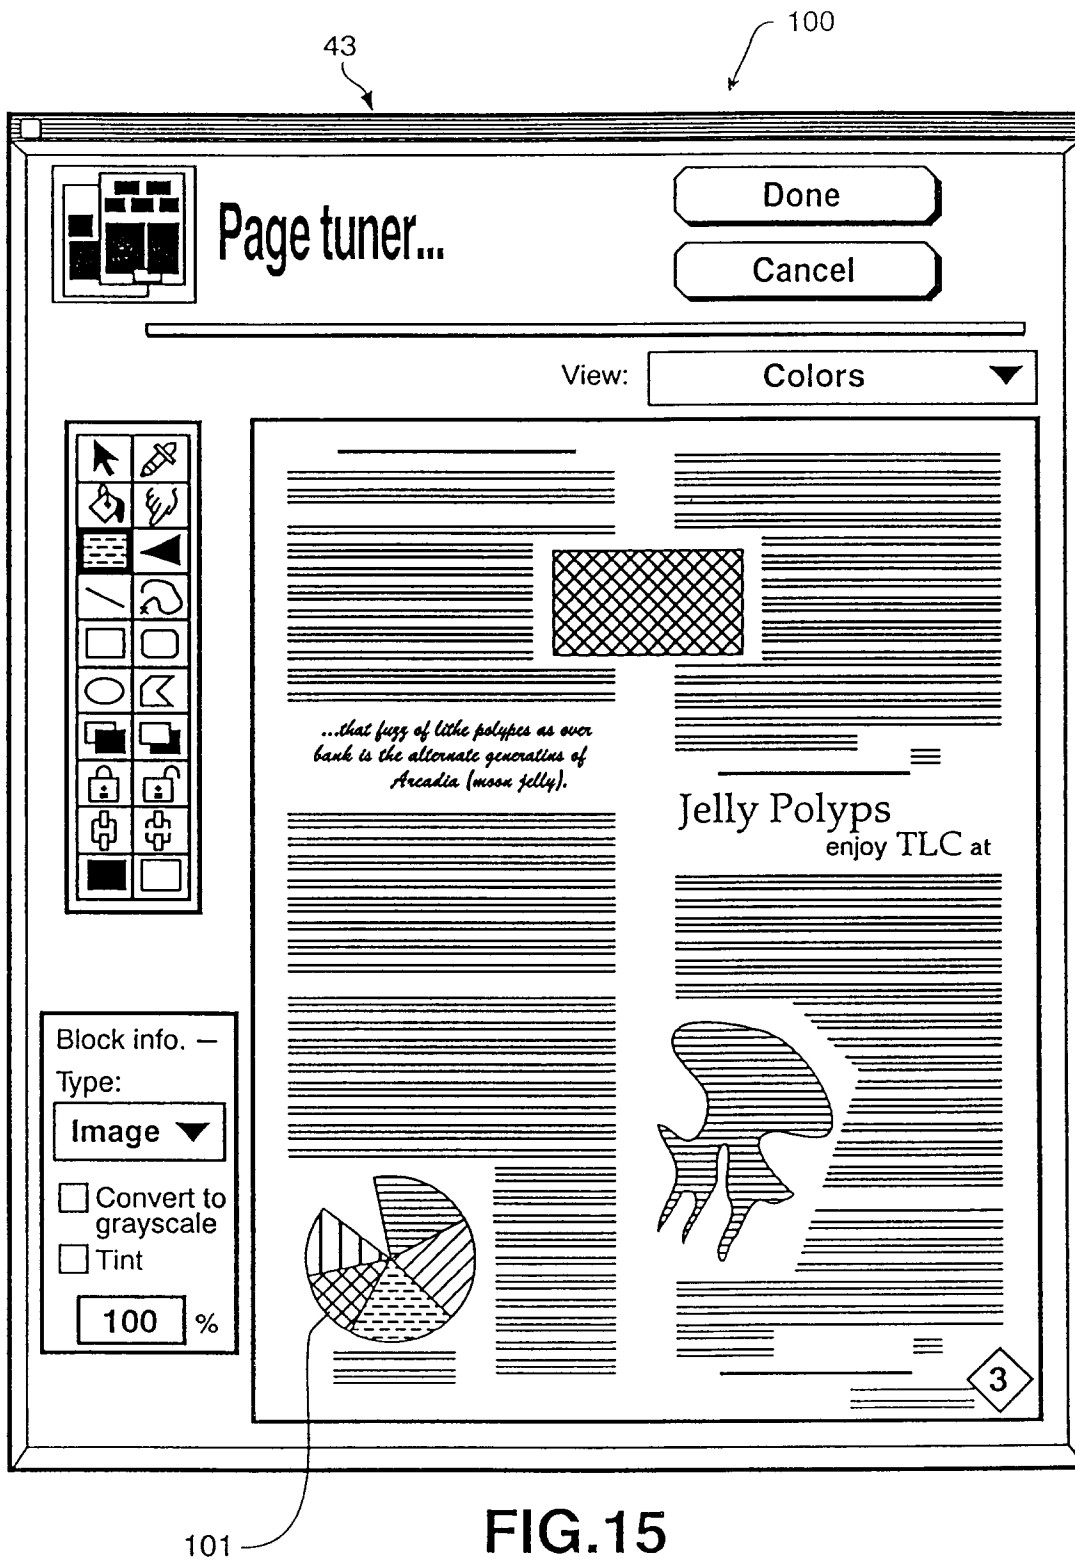 100
43
Page tuner...
Done
Cancel
View: Colors
...that fuzz of lithe polypes as over
bank is the alternate generatins of
Arcadia (moon jelly).
Jelly Polyps
enjoy TLC at
Block info. —
Type:
Image
Convert to
grayscale
Tint
100 %
3
101
FIG.15